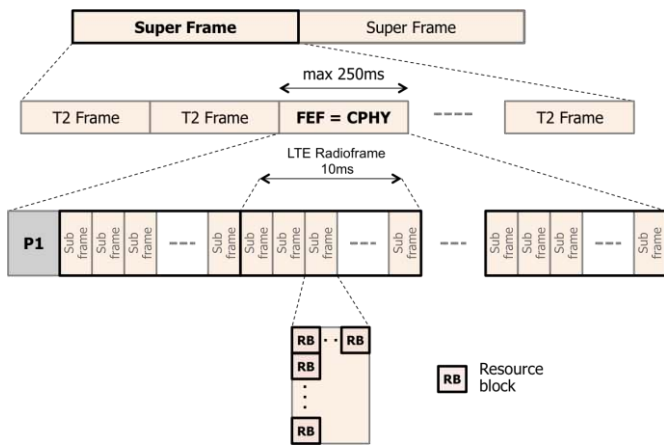 Super Frame
Super Frame
max 250ms
T2 Frame
T2 Frame
FEF = CPHY
T2 Frame
LTE Radioframe
10ms
P1
Sub
frame
Sub
frame
Sub
frame
Sub
frame
Sub
frame
Sub
frame
Sub
frame
Sub
frame
Sub
frame
Sub
frame
Sub
frame
Sub
frame
RB
RB
RB
RB
RB
Resource
block